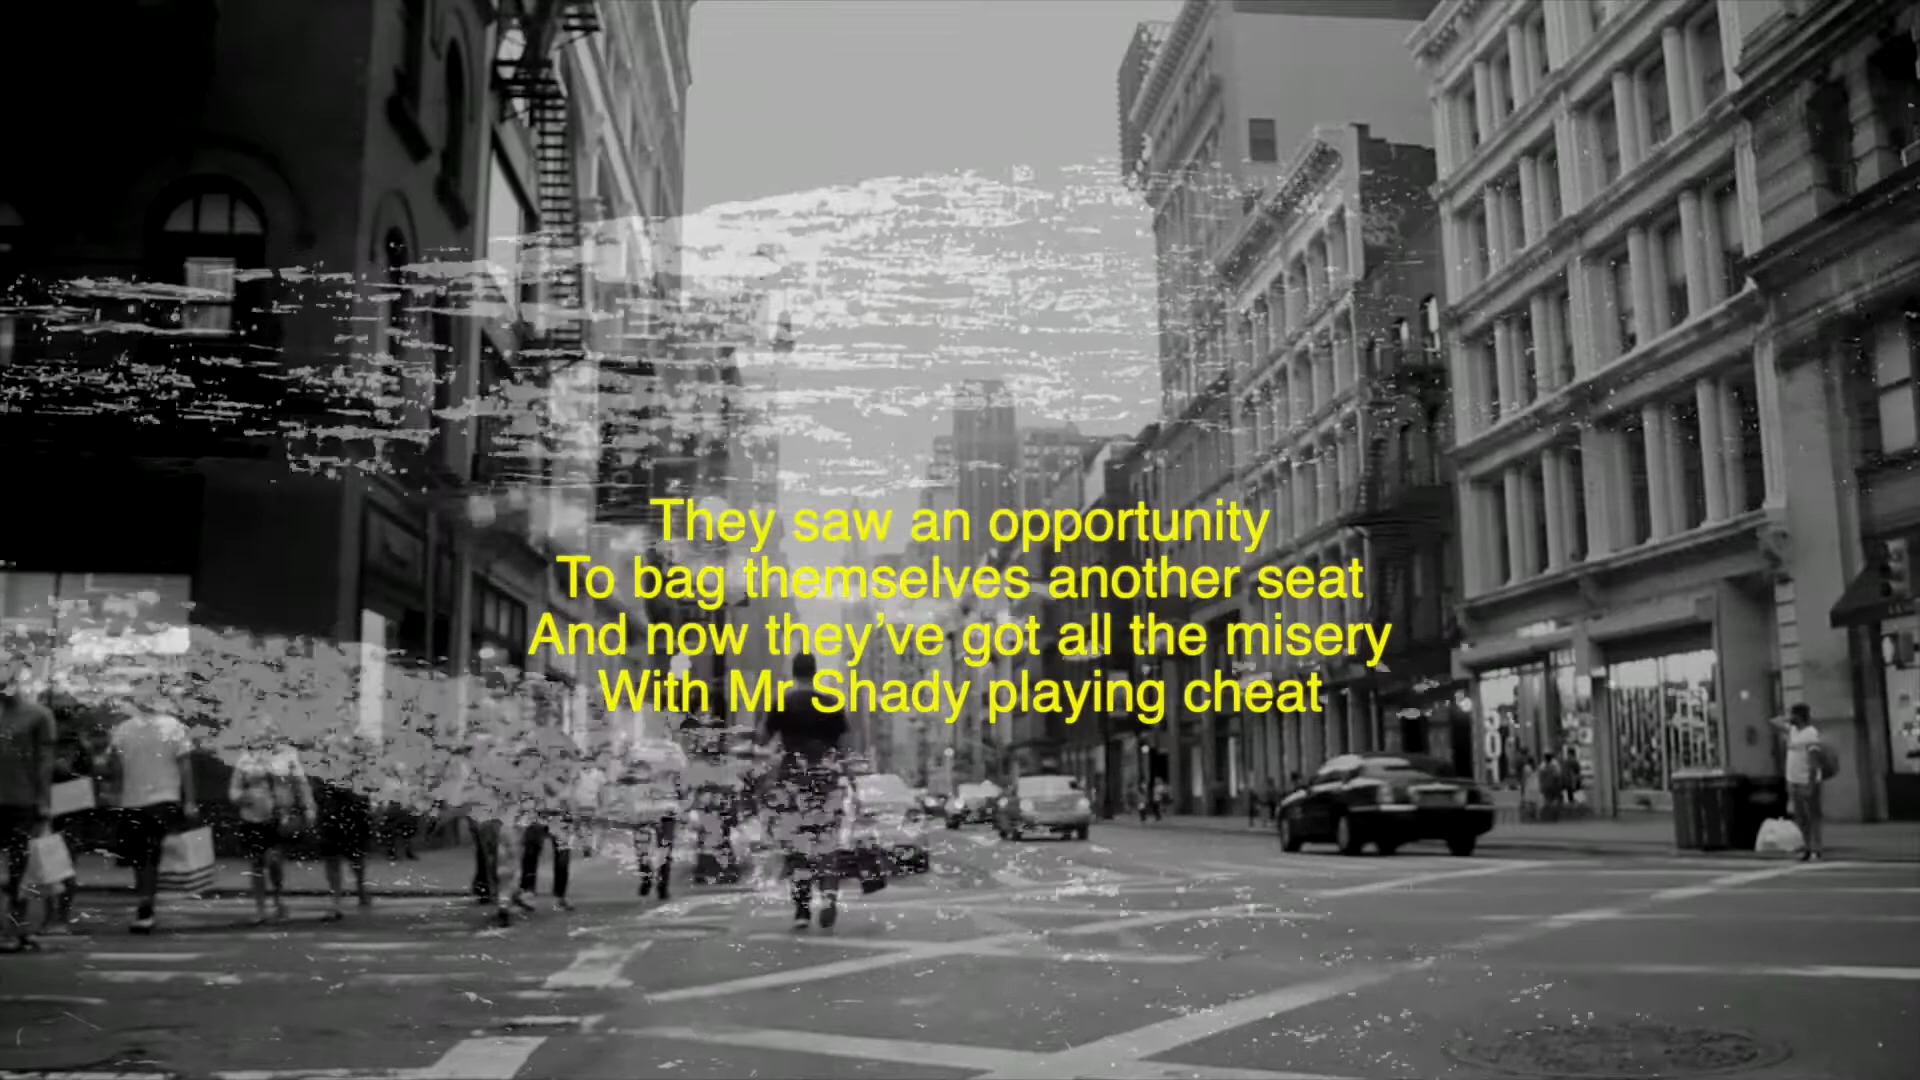 They saw an opportunity
To bag themselves another seat
And now they’ve got all the misery
With Mr Shady playing cheat